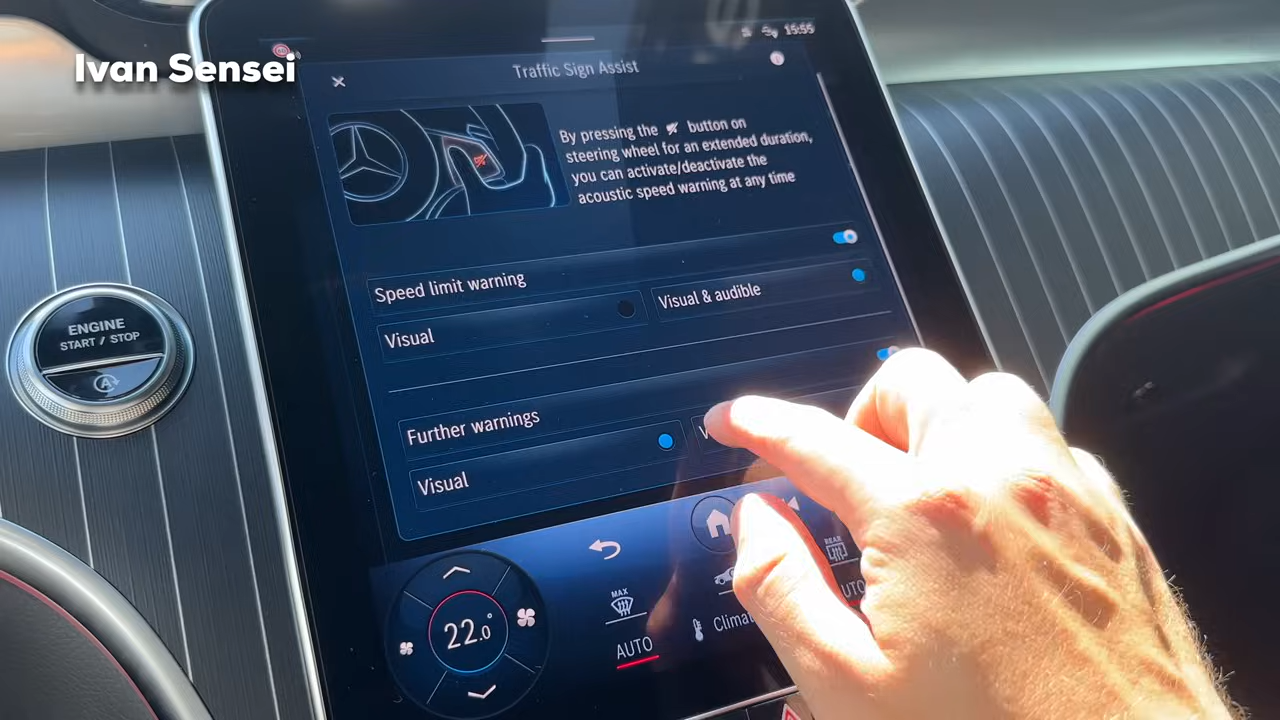 Ivan Sensei
15:55
Traffic Sign Assist
By pressing the button on
steering wheel for an extended duration,
you can activate/deactivate the
acoustic speed warning at any time
Speed limit warning
Visual
Visual & audible
Further warnings
Visual
ENGINE
START / STOP
A
22.0°
MAX
AUTO
REAR